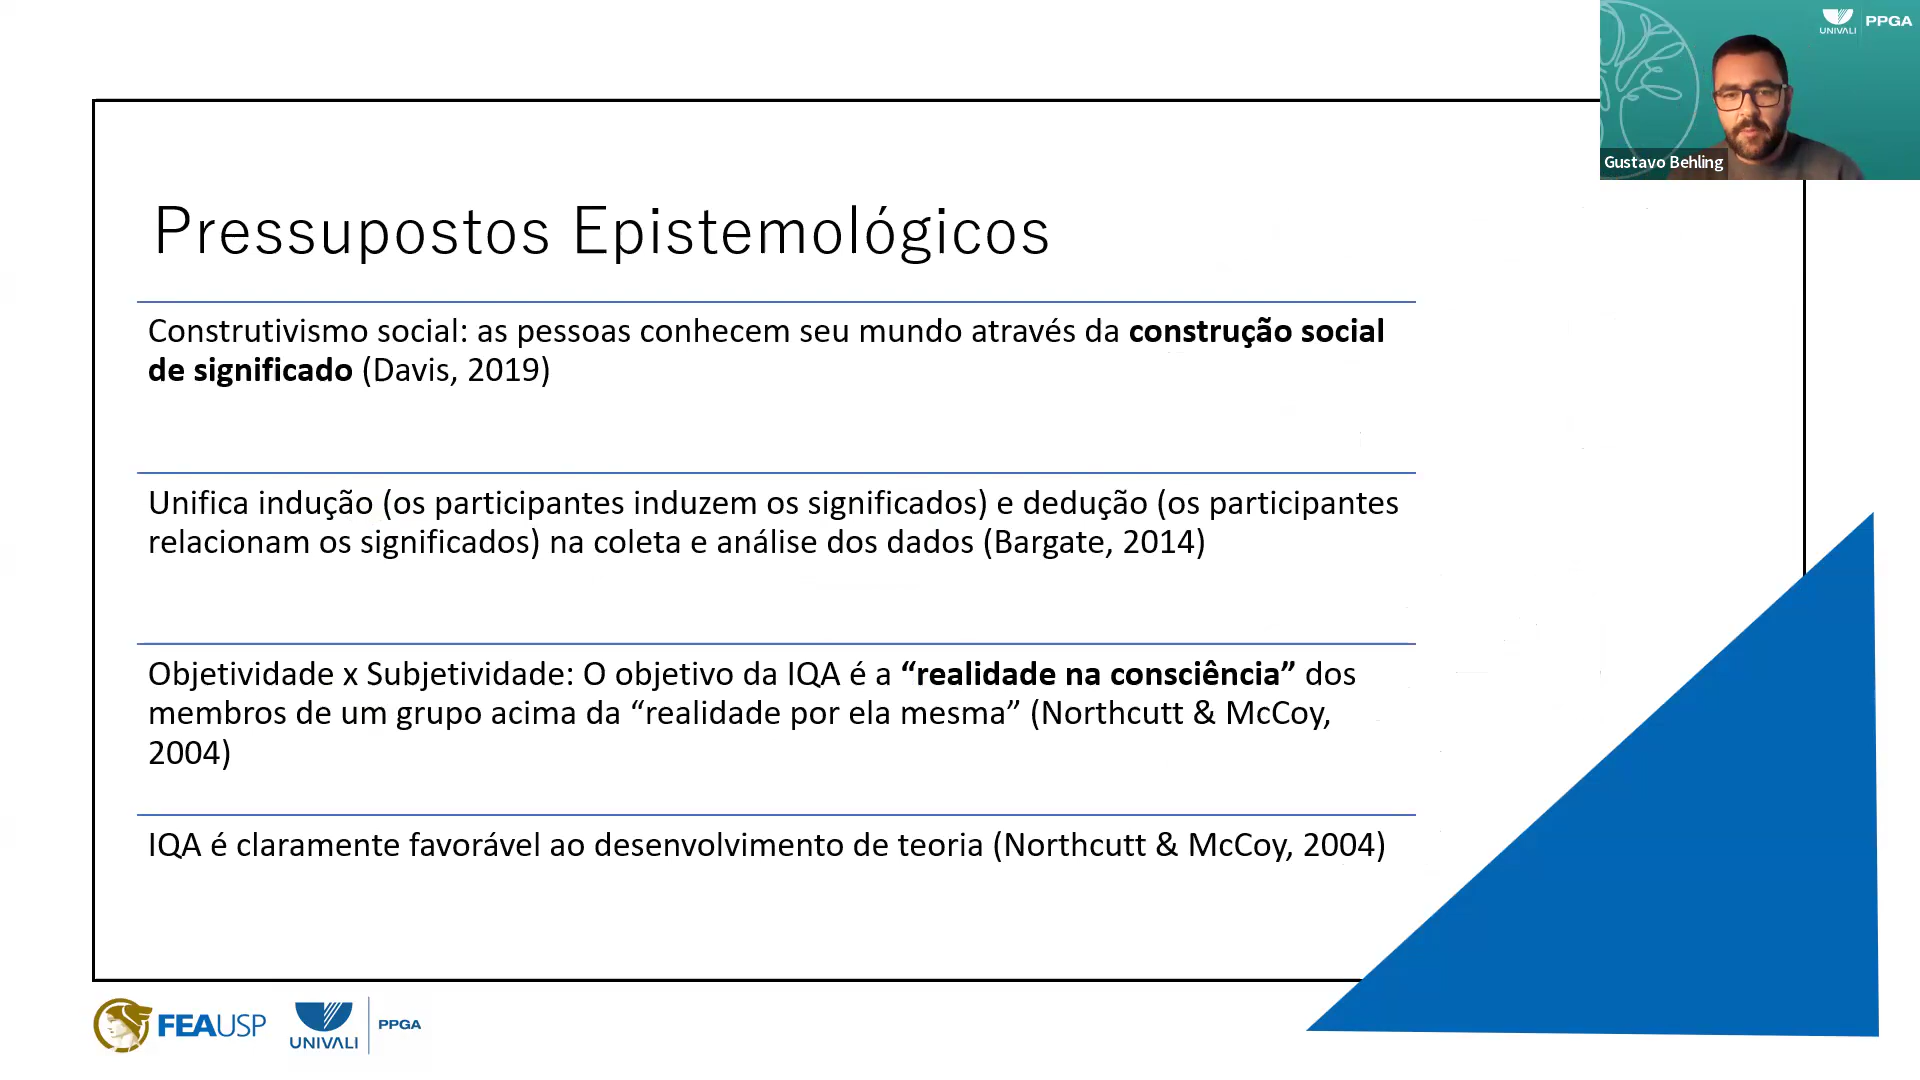 UNIVALI PPGA
Gustavo Behling
Pressupostos Epistemológicos
Construtivismo social: as pessoas conhecem seu mundo através da construção social
de significado (Davis, 2019)
Unifica indução (os participantes induzem os significados) e dedução (os participantes
relacionam os significados) na coleta e análise dos dados (Bargate, 2014)
Objetividade x Subjetividade: O objetivo da IQA é a “realidade na consciência” dos
membros de um grupo acima da “realidade por ela mesma” (Northcutt & McCoy,
2004)
IQA é claramente favorável ao desenvolvimento de teoria (Northcutt & McCoy, 2004)
FEAUSP UNIVALI PPGA